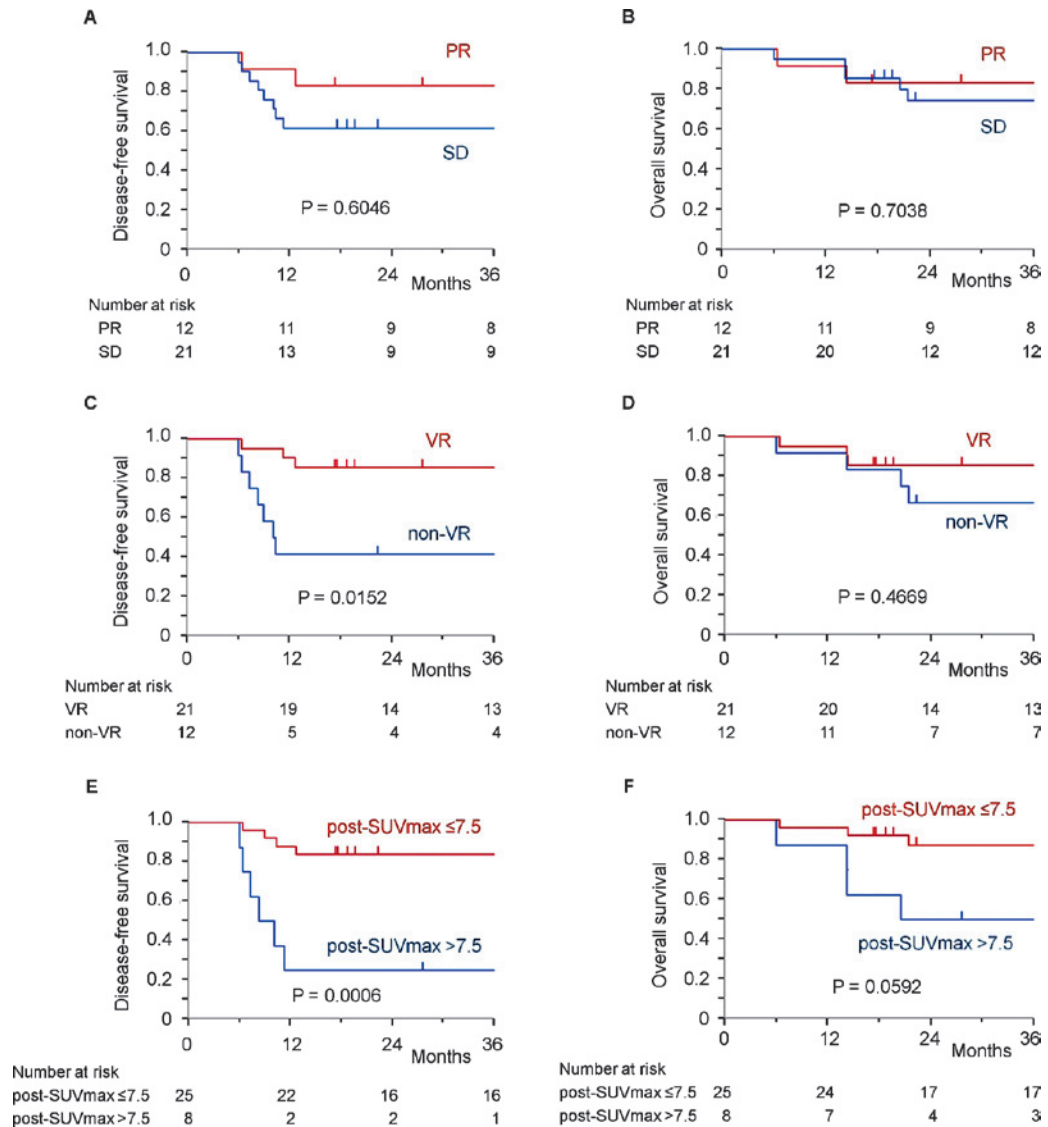 A
Disease-free survival
1.0
0.8
0.6
0.4
0.2
0
PR
SD
P = 0.6046
0 12 24 Months 36
Number at risk
PR 12 11 9 8
SD 21 13 9 9
B
Overall survival
1.0
0.8
0.6
0.4
0.2
0
PR
SD
P = 0.7038
0 12 24 Months 36
Number at risk
PR 12 11 9 8
SD 21 20 12 12
C
Disease-free survival
1.0
0.8
0.6
0.4
0.2
0
VR
non-VR
P = 0.0152
0 12 24 Months 36
Number at risk
VR 21 19 14 13
non-VR 12 5 4 4
D
Overall survival
1.0
0.8
0.6
0.4
0.2
0
VR
non-VR
P = 0.4669
0 12 24 Months 36
Number at risk
VR 21 20 14 13
non-VR 12 11 7 7
E
Disease-free survival
1.0
0.8
0.6
0.4
0.2
0
post-SUVmax ≤7.5
post-SUVmax >7.5
P = 0.0006
0 12 24 Months 36
Number at risk
post-SUVmax ≤7.5 25 22 16 16
post-SUVmax >7.5 8 2 2 1
F
Overall survival
1.0
0.8
0.6
0.4
0.2
0
post-SUVmax ≤7.5
post-SUVmax >7.5
P = 0.0592
0 12 24 Months 36
Number at risk
post-SUVmax ≤7.5 25 24 17 17
post-SUVmax >7.5 8 7 4 3